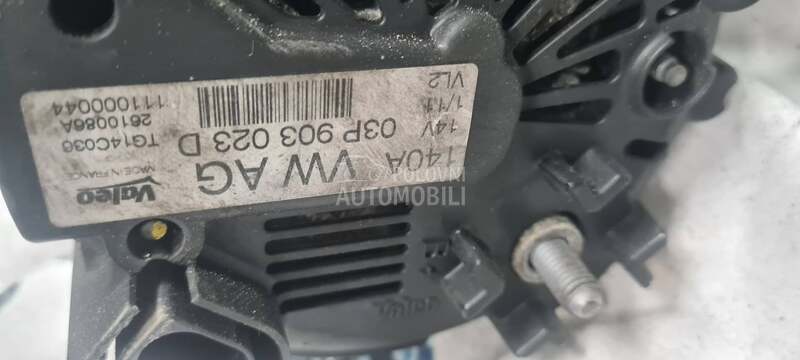 Valeo
MADE IN FRANCE
VW AG
140A
14V
1/11
VL2
03P 903 023 D
TG14C036
2610086A
111000044
POLOVNI
AUTOMOBILI
Valeo